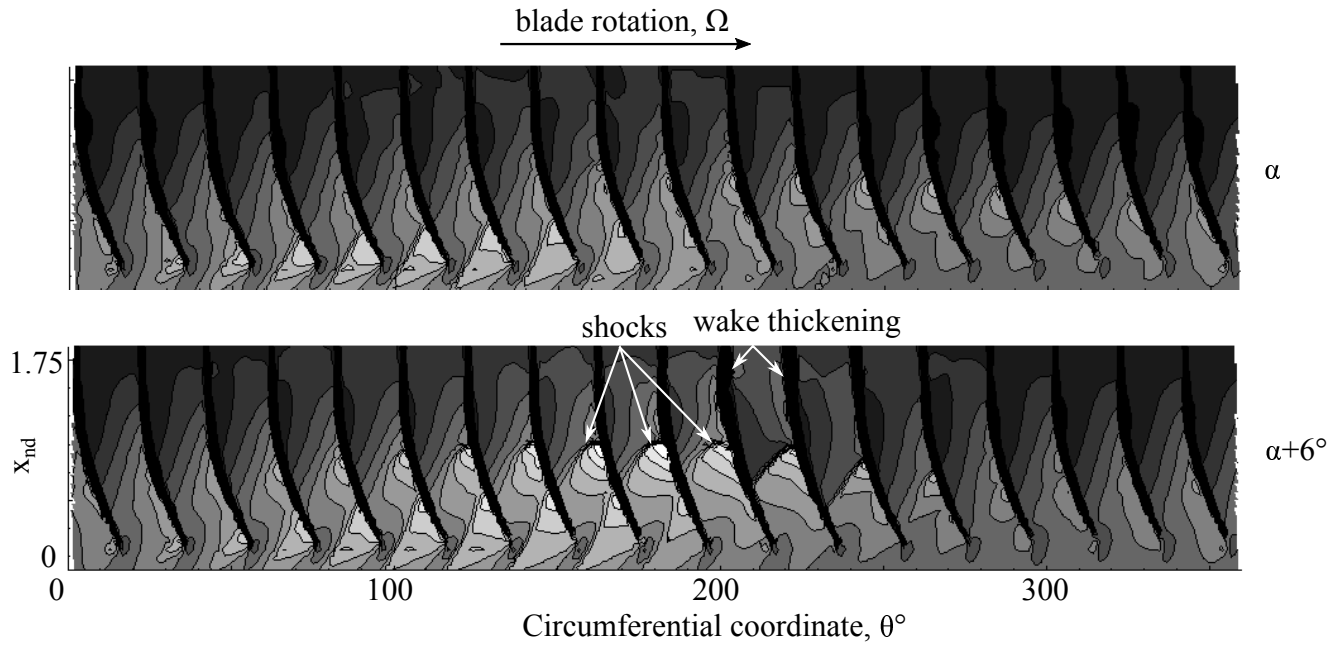 blade rotation, Ω
α
shocks wake thickening
1.75
x_nd
α+6°
0
0 100 200 300
Circumferential coordinate, θ°